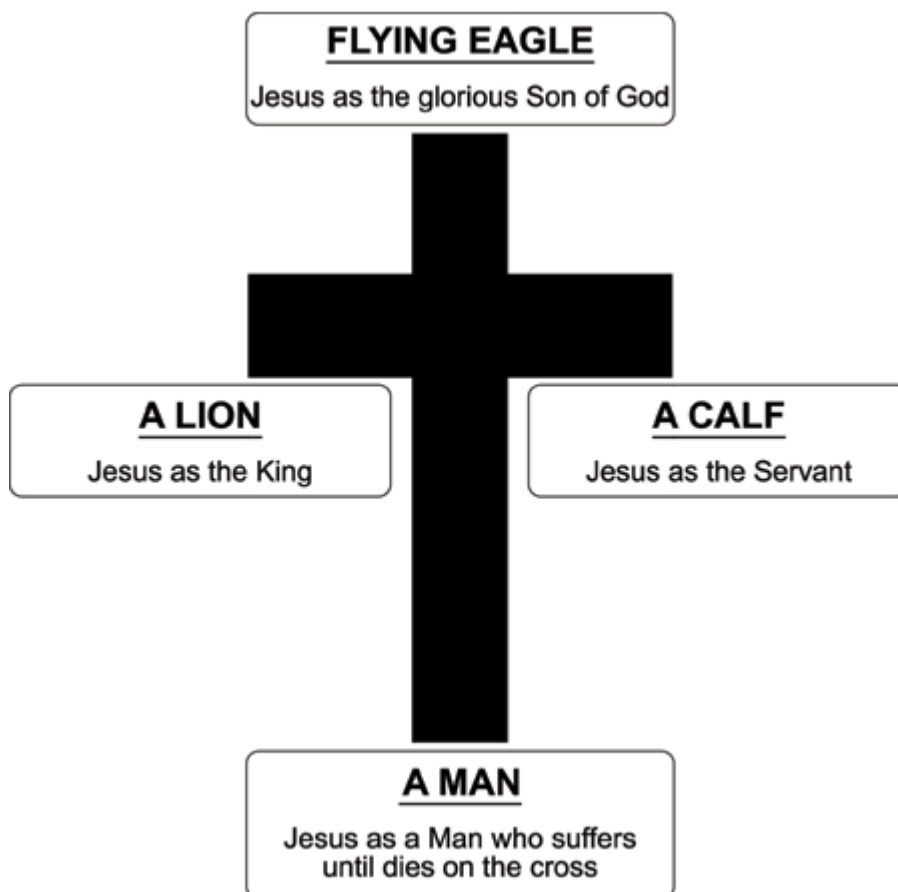 FLYING EAGLE
Jesus as the glorious Son of God
A LION
Jesus as the King
A CALF
Jesus as the Servant
A MAN
Jesus as a Man who suffers
until dies on the cross